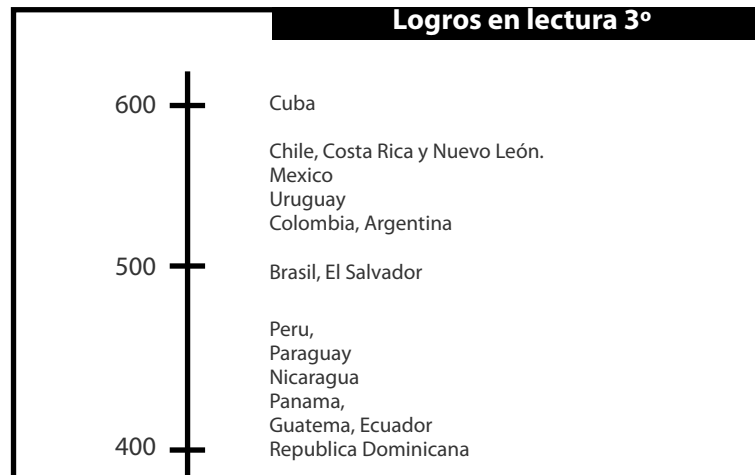 Logros en lectura 3º
600
Cuba
Chile, Costa Rica y Nuevo León.
Mexico
Uruguay
Colombia, Argentina
500
Brasil, El Salvador
Peru,
Paraguay
Nicaragua
Panama,
Guatema, Ecuador
400
Republica Dominicana